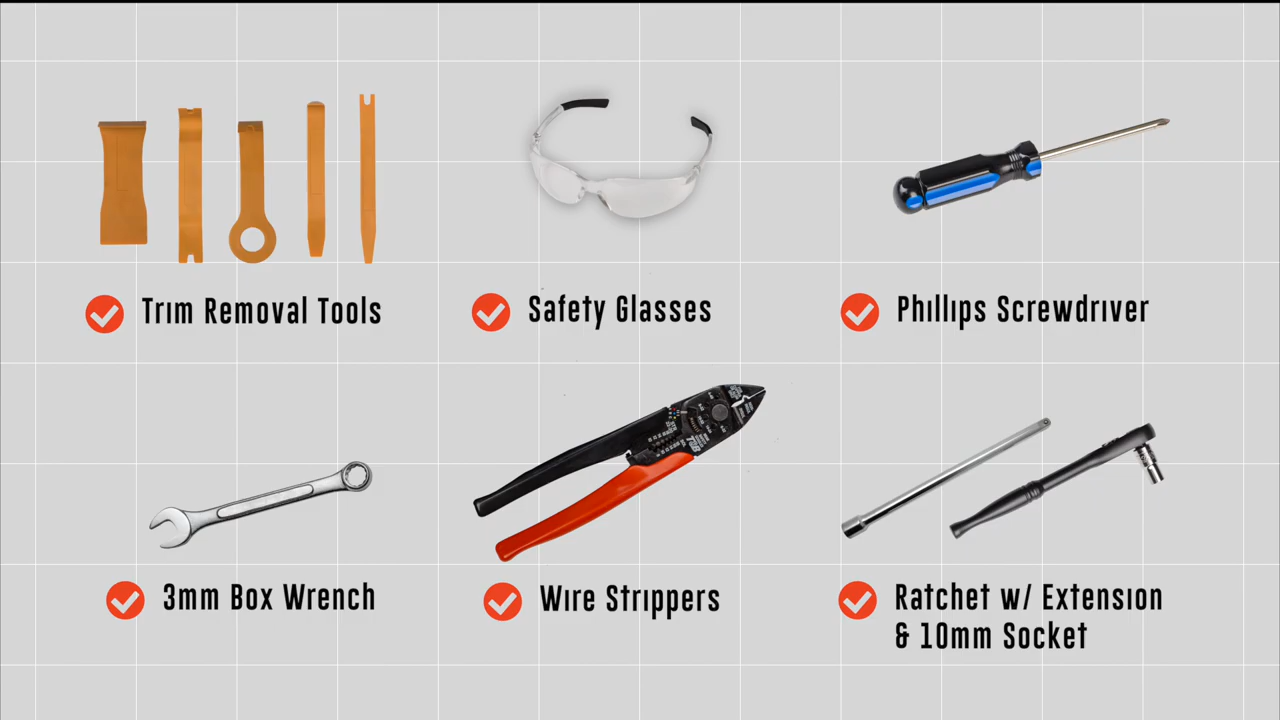 Trim Removal Tools
Safety Glasses
Phillips Screwdriver
3mm Box Wrench
Wire Strippers
Ratchet w/ Extension
& 10mm Socket